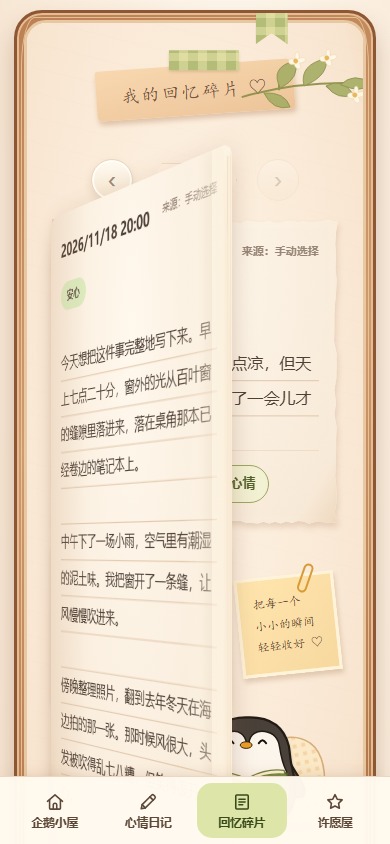 我的回忆碎片 ♡
‹
›
2026/11/18 20:00
来源：手动选择
安心
今天想把这件事完整地写下来。早
上七点二十分，窗外的光从百叶窗
的缝隙里落进来，落在桌角那本已
经卷边的笔记本上。
中午下了一场小雨，空气里有潮湿
的泥土味。我把窗开了一条缝，让
风慢慢吹进来。
傍晚整理照片，翻到去年冬天在海
边拍的那一张。那时候风很大，头
发被吹得乱七八糟，
来源：手动选择
点凉，但天
了一会儿才
心情
把每一个
小小的瞬间
轻轻收好 ♡
企鹅小屋
心情日记
回忆碎片
许愿屋